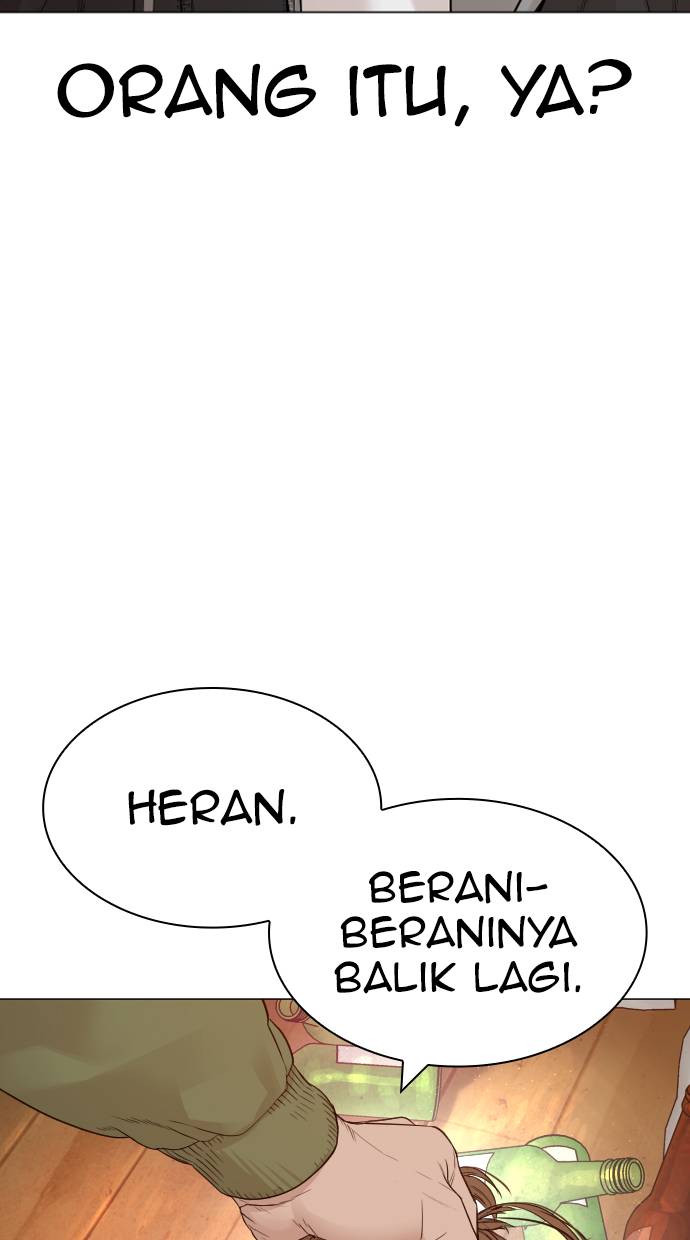 ORANG ITU, YA?
HERAN.
BERANI-
BERANINYA
BALIK LAGI.